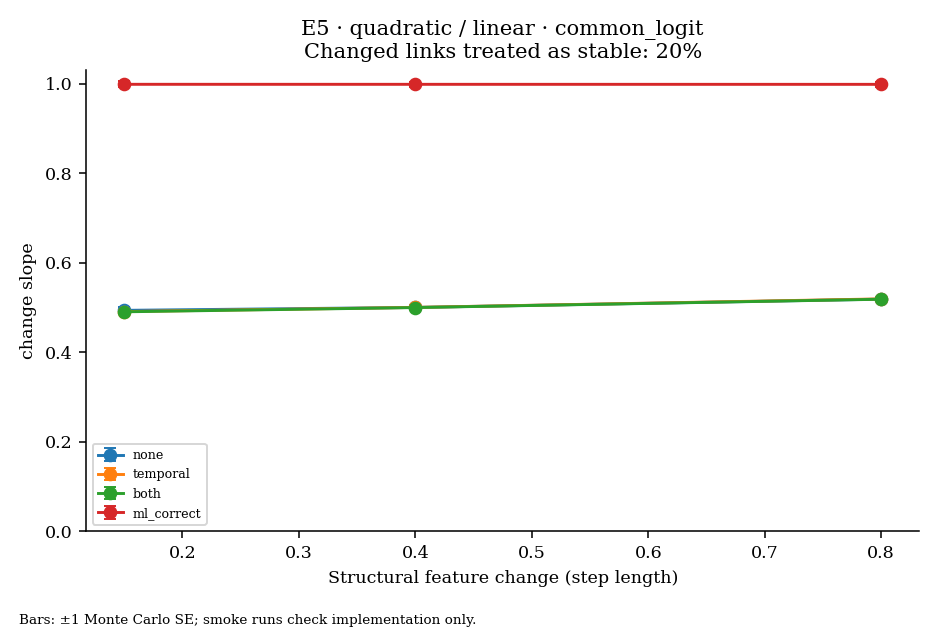 E5 · quadratic / linear · common_logit
Changed links treated as stable: 20%
change slope
1.0
0.8
0.6
0.4
0.2
0.0
none
temporal
both
ml_correct
0.2 0.3 0.4 0.5 0.6 0.7 0.8
Structural feature change (step length)
Bars: ±1 Monte Carlo SE; smoke runs check implementation only.